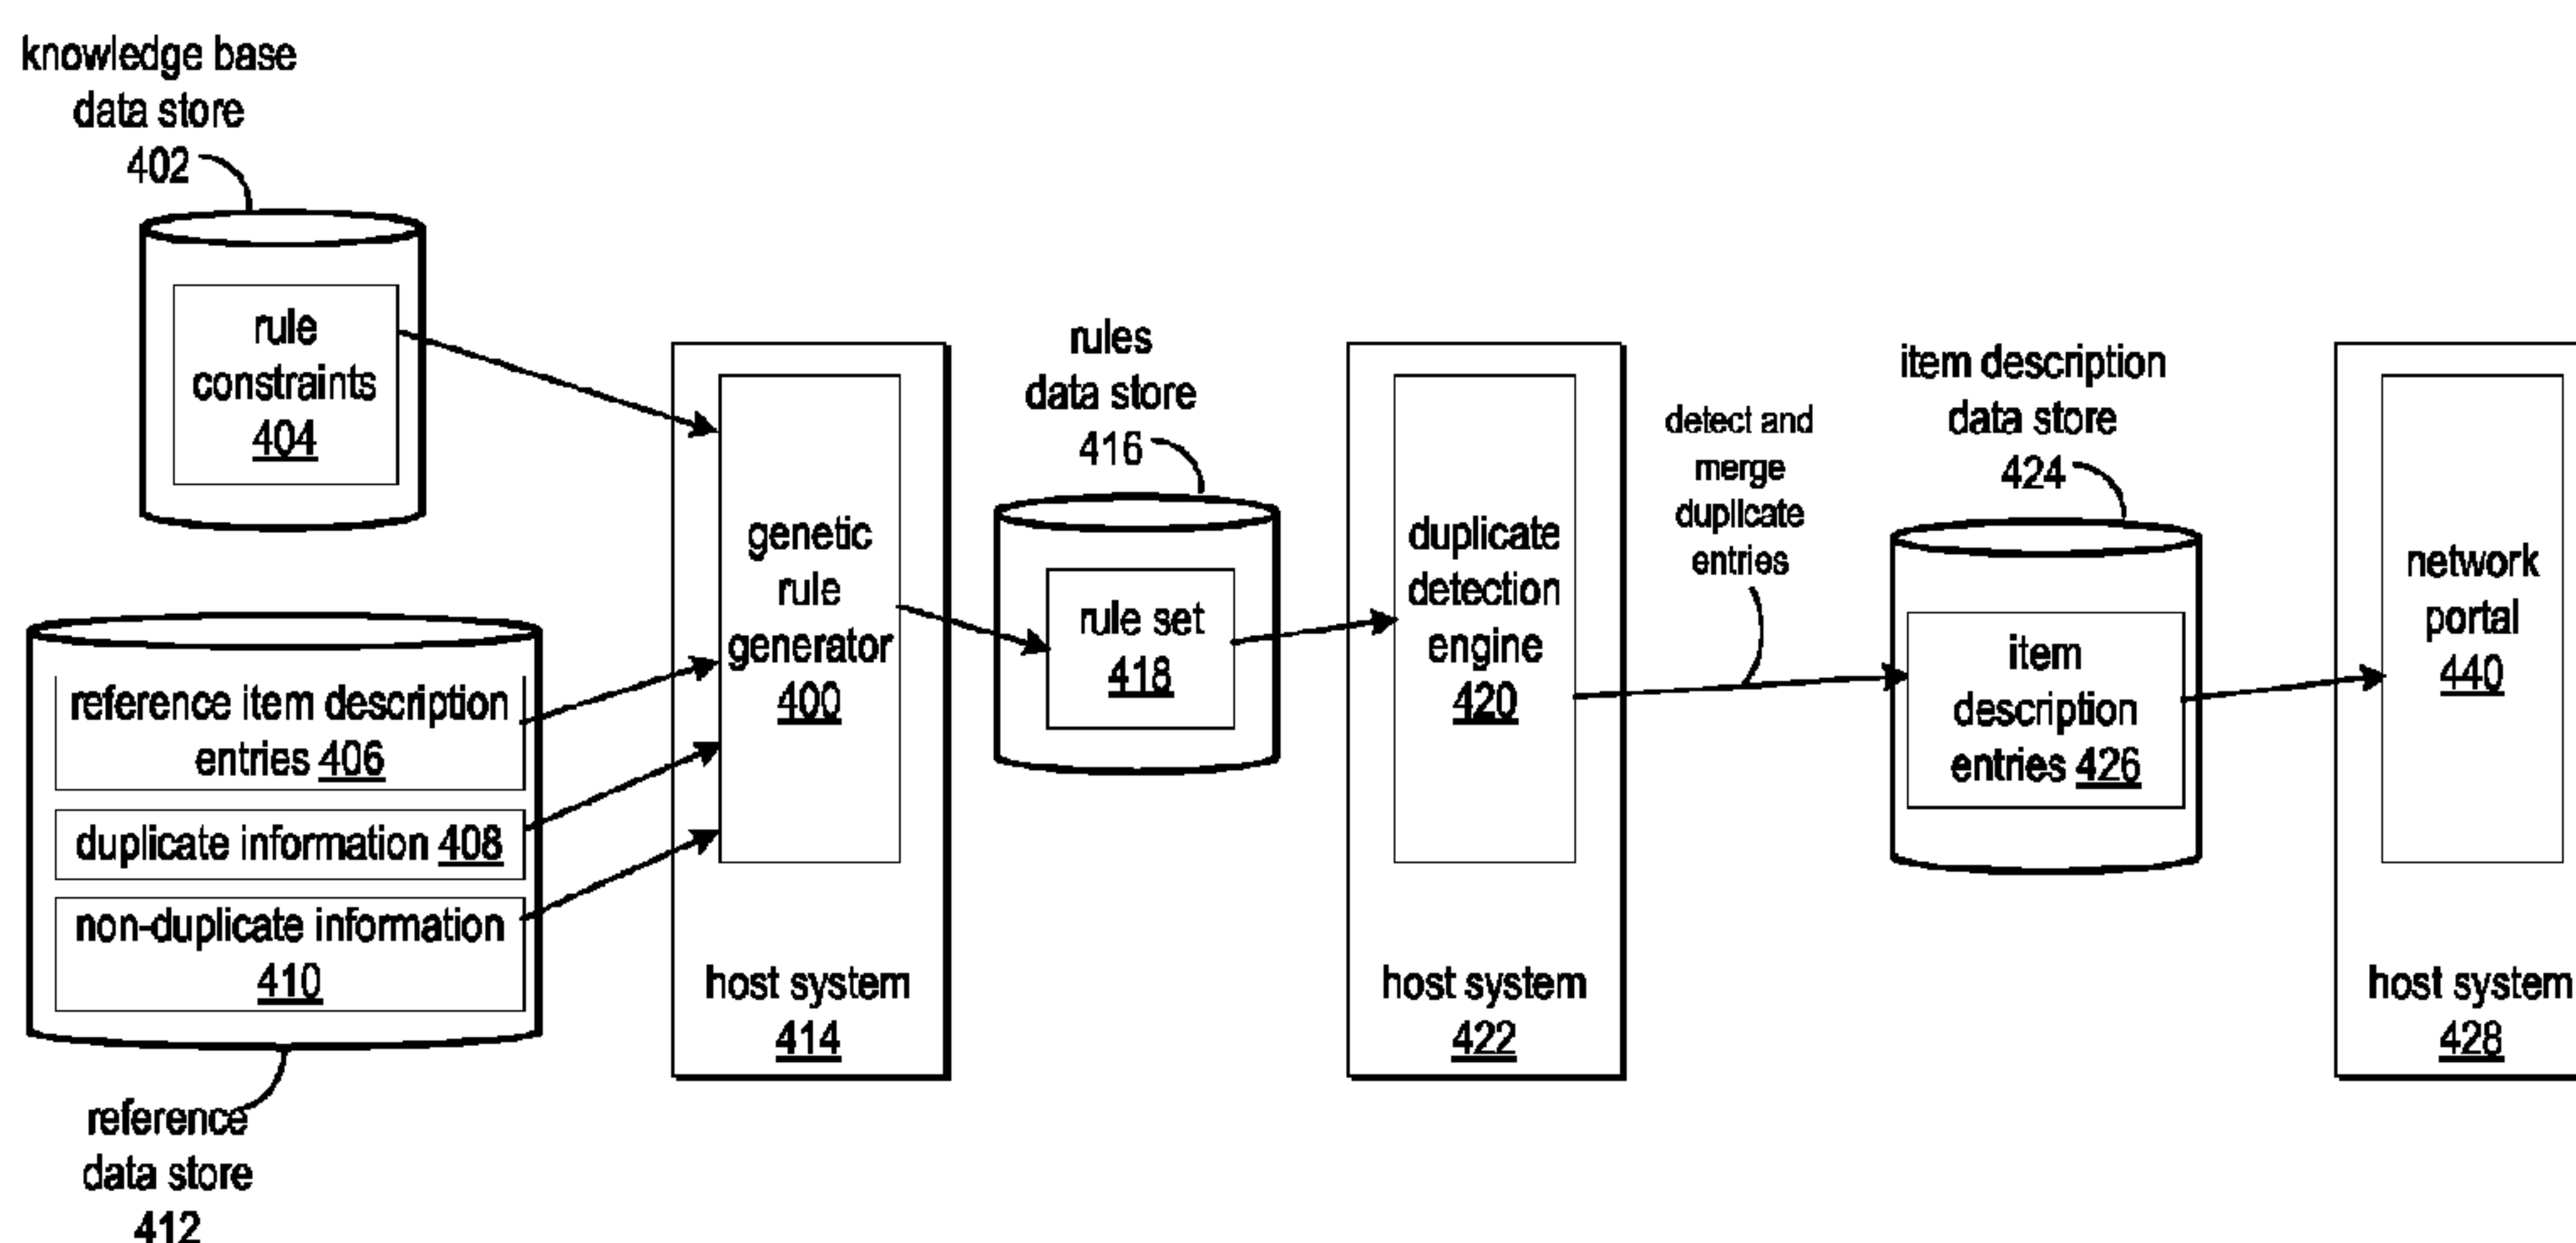 knowledge base
data store
402
rule
constraints
404
reference item description
entries 406
duplicate information 408
non-duplicate information
410
reference
data store
412
genetic
rule
generator
400
host system
414
rules
data store
416
rule set
418
duplicate
detection
engine
420
host system
422
detect and
merge
duplicate
entries
item description
data store
424
item
description
entries 426
network
portal
440
host system
428